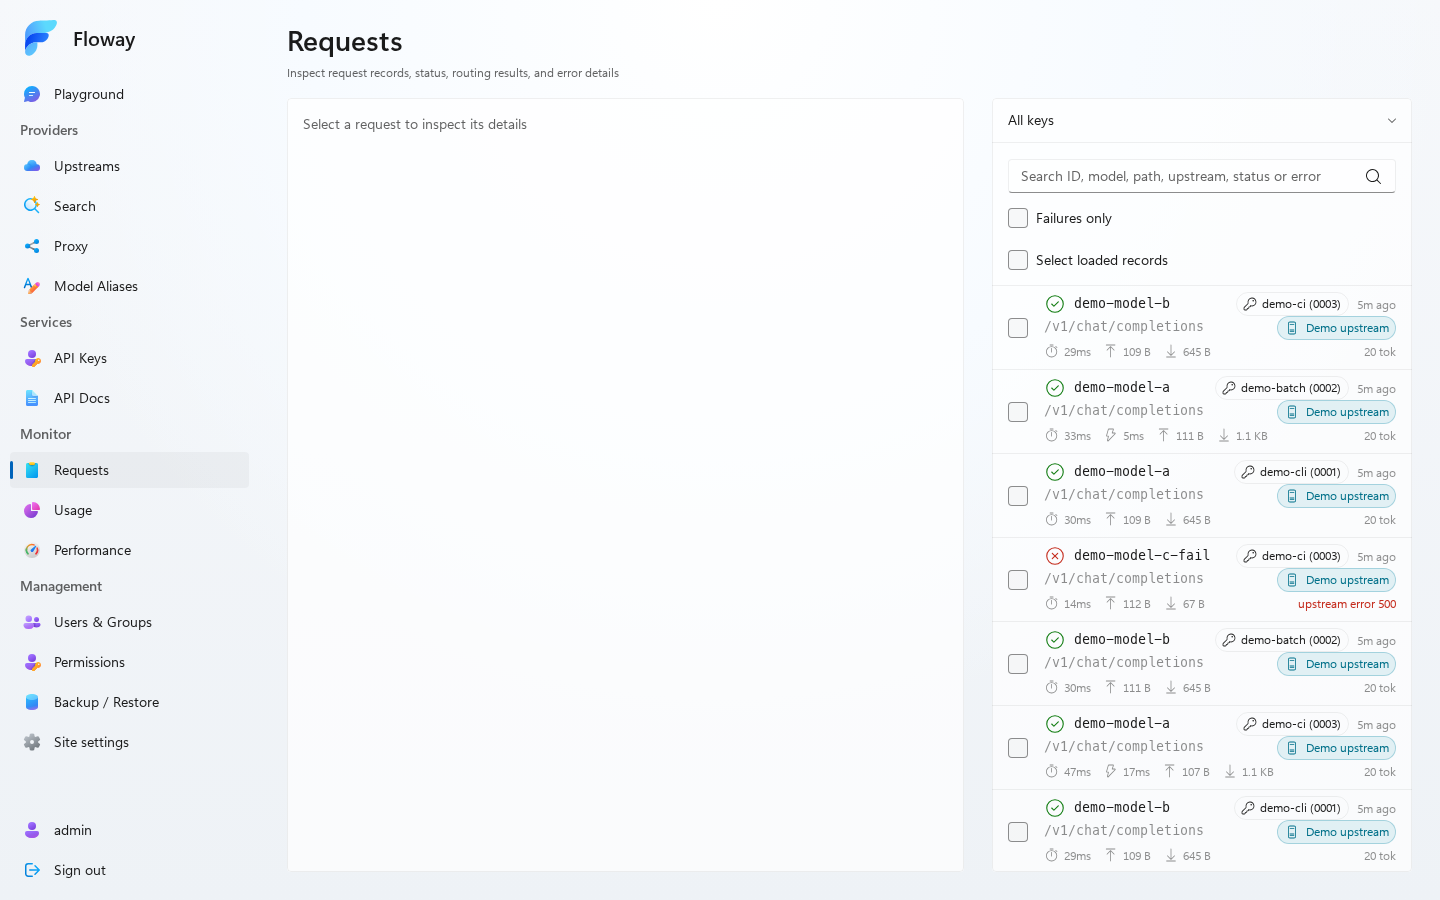 Floway
Playground
Providers
Upstreams
Search
Proxy
Model Aliases
Services
API Keys
API Docs
Monitor
Requests
Usage
Performance
Management
Users & Groups
Permissions
Backup / Restore
Site settings
admin
Sign out
Requests
Inspect request records, status, routing results, and error details
Select a request to inspect its details
All keys
Search ID, model, path, upstream, status or error
Failures only
Select loaded records
demo-model-b demo-ci (0003) 5m ago
/v1/chat/completions Demo upstream
29ms 109 B 645 B 20 tok
demo-model-a demo-batch (0002) 5m ago
/v1/chat/completions Demo upstream
33ms 5ms 111 B 1.1 KB 20 tok
demo-model-a demo-cli (0001) 5m ago
/v1/chat/completions Demo upstream
30ms 109 B 645 B 20 tok
demo-model-c-fail demo-ci (0003) 5m ago
/v1/chat/completions Demo upstream
14ms 112 B 67 B upstream error 500
demo-model-b demo-batch (0002) 5m ago
/v1/chat/completions Demo upstream
30ms 111 B 645 B 20 tok
demo-model-a demo-ci (0003) 5m ago
/v1/chat/completions Demo upstream
47ms 17ms 107 B 1.1 KB 20 tok
demo-model-b demo-cli (0001) 5m ago
/v1/chat/completions Demo upstream
29ms 109 B 645 B 20 tok